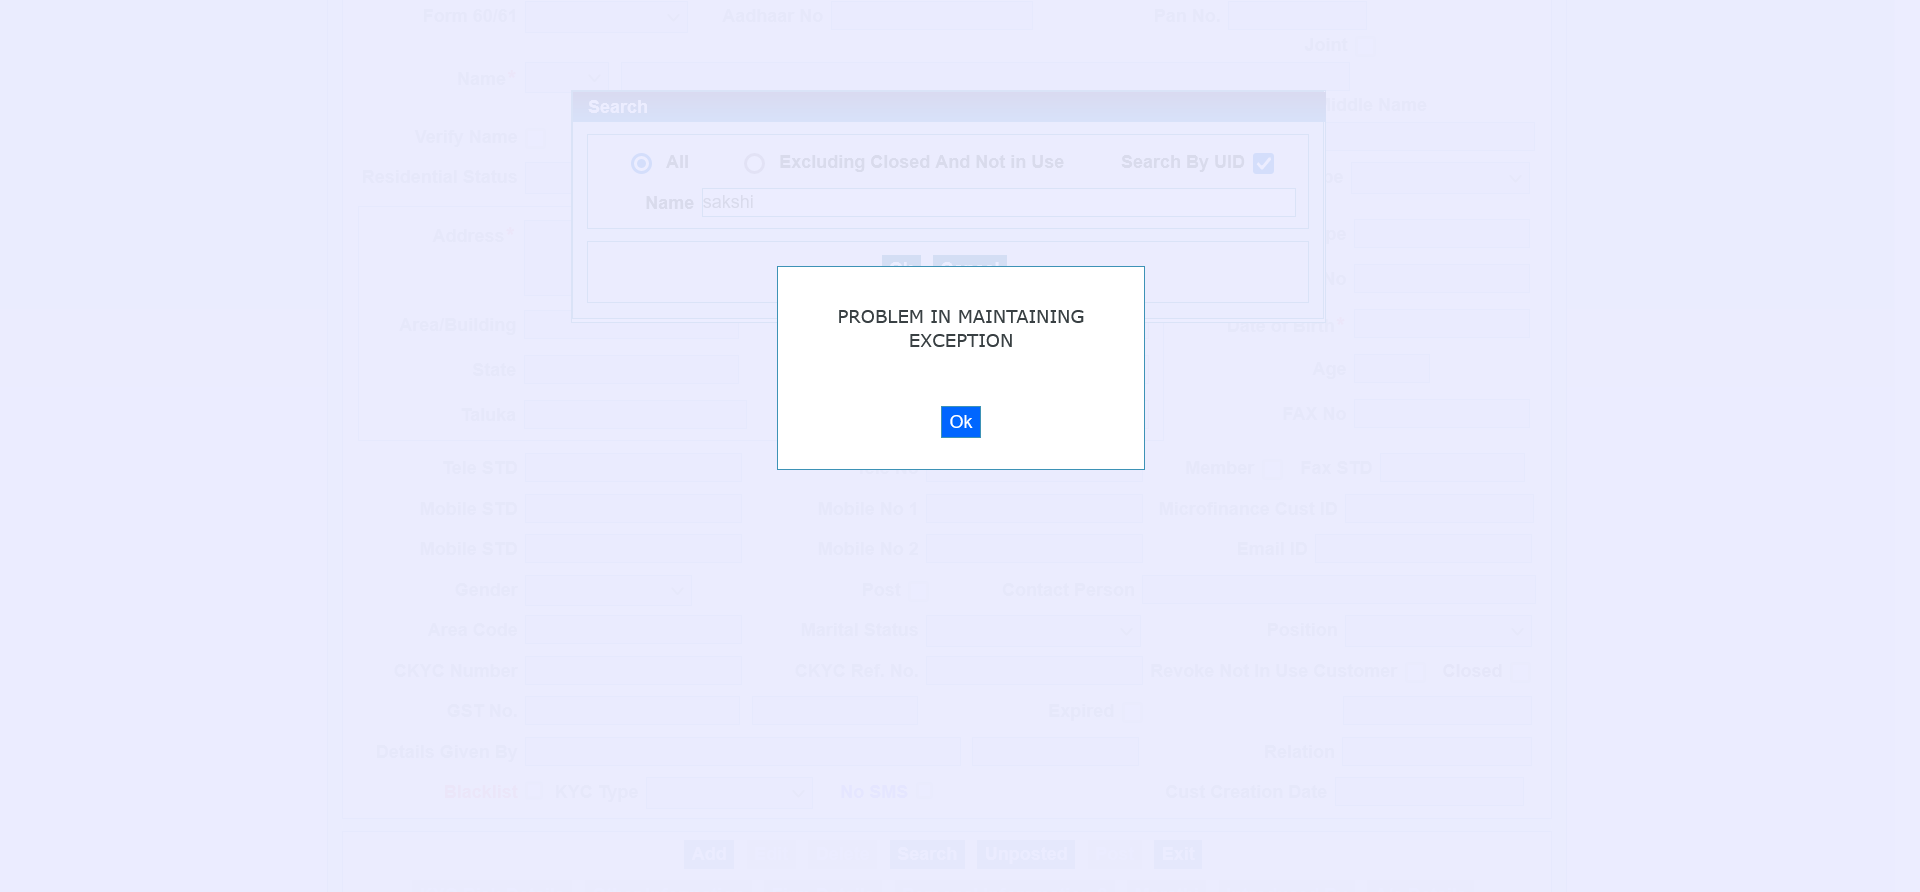 Form 60/61 Aadhaar No Pan No.
Joint
Name*
Search
Middle Name
Verify Name
All Excluding Closed And Not in Use Search By UID
Residential Status
Name sakshi
Address*
No
PROBLEM IN MAINTAINING
EXCEPTION
Area/Building Date of Birth*
State Age
Taluka FAX No
Ok
Tele STD Member Fax STD
Mobile STD Mobile No 1 Microfinance Cust ID
Mobile STD Mobile No 2 Email ID
Gender Post Contact Person
Area Code Marital Status Position
CKYC Number CKYC Ref. No. Revoke Not In Use Customer Closed
GST No. Expired
Details Given By Relation
Blacklist KYC Type No SMS Cust Creation Date
Add Search Unposted Exit